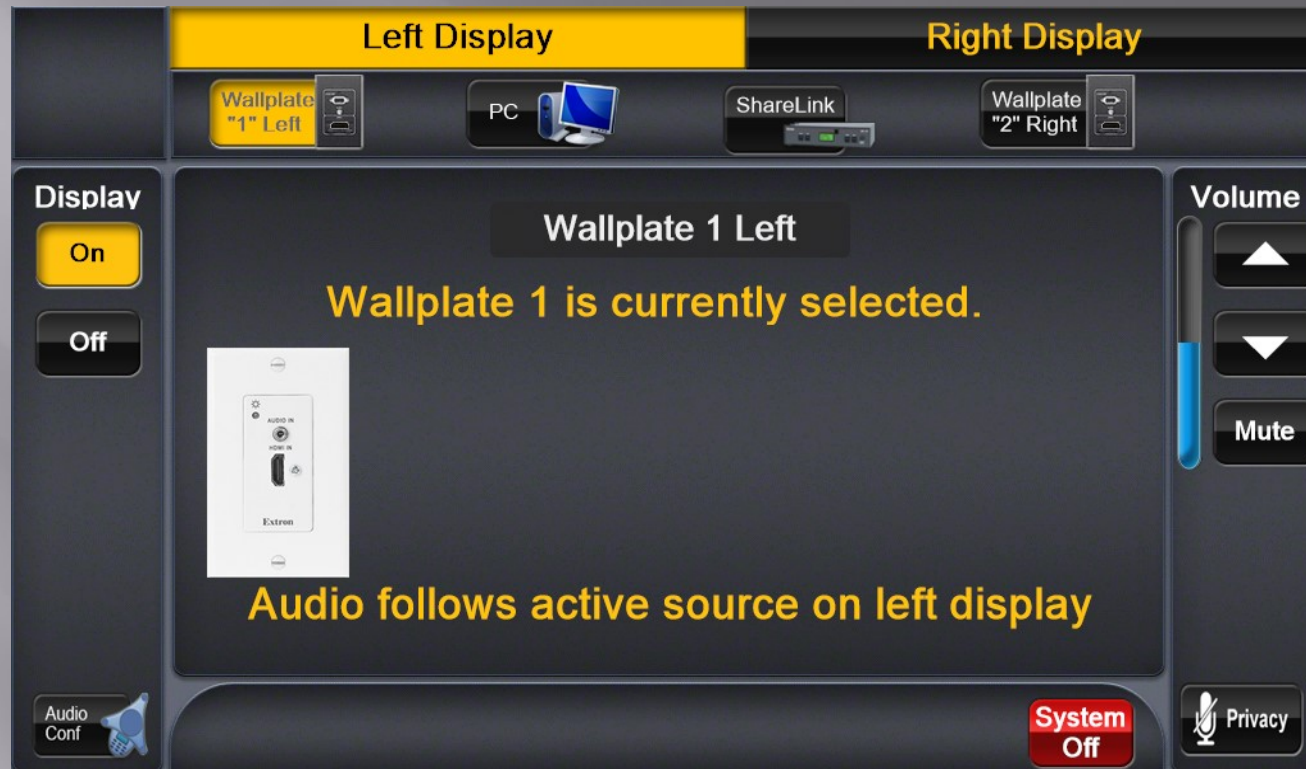 Left Display
Right Display
Wallplate
"1" Left
PC
ShareLink
Wallplate
"2" Right
Display
On
Off
Wallplate 1 Left
Wallplate 1 is currently selected.
AUDIO IN
HDMI IN
Extron
Audio follows active source on left display
Volume
Mute
Audio
Conf
System
Off
Privacy